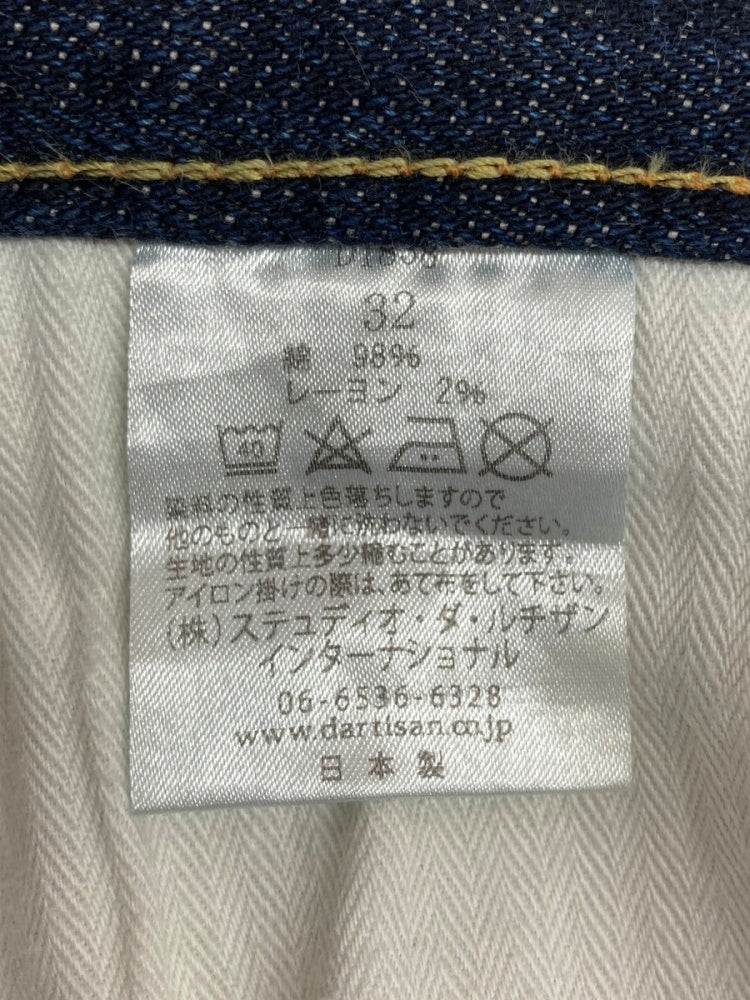 32
綿 98%
レーヨン 2%
40
染料の性質上色落ちしますので
他のものと一緒に洗わないでください。
生地の性質上多少縮むことがあります。
アイロン掛けの際は、あて布をして下さい。
(株)ステュディオ・ダ・ルチザン
インターナショナル
06-6536-6328
www.dartisan.co.jp
日本製